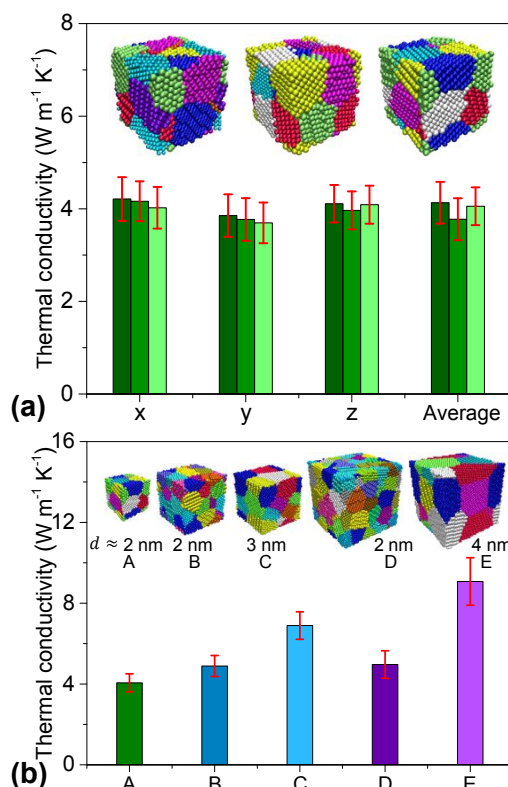 8
6
4
2
0
Thermal conductivity (W m⁻¹ K⁻¹)
x y z Average
(a)
16
12
8
4
0
Thermal conductivity (W m⁻¹ K⁻¹)
d ≈ 2 nm 2 nm 3 nm 2 nm 4 nm
A B C D E
A B C D E
(b)